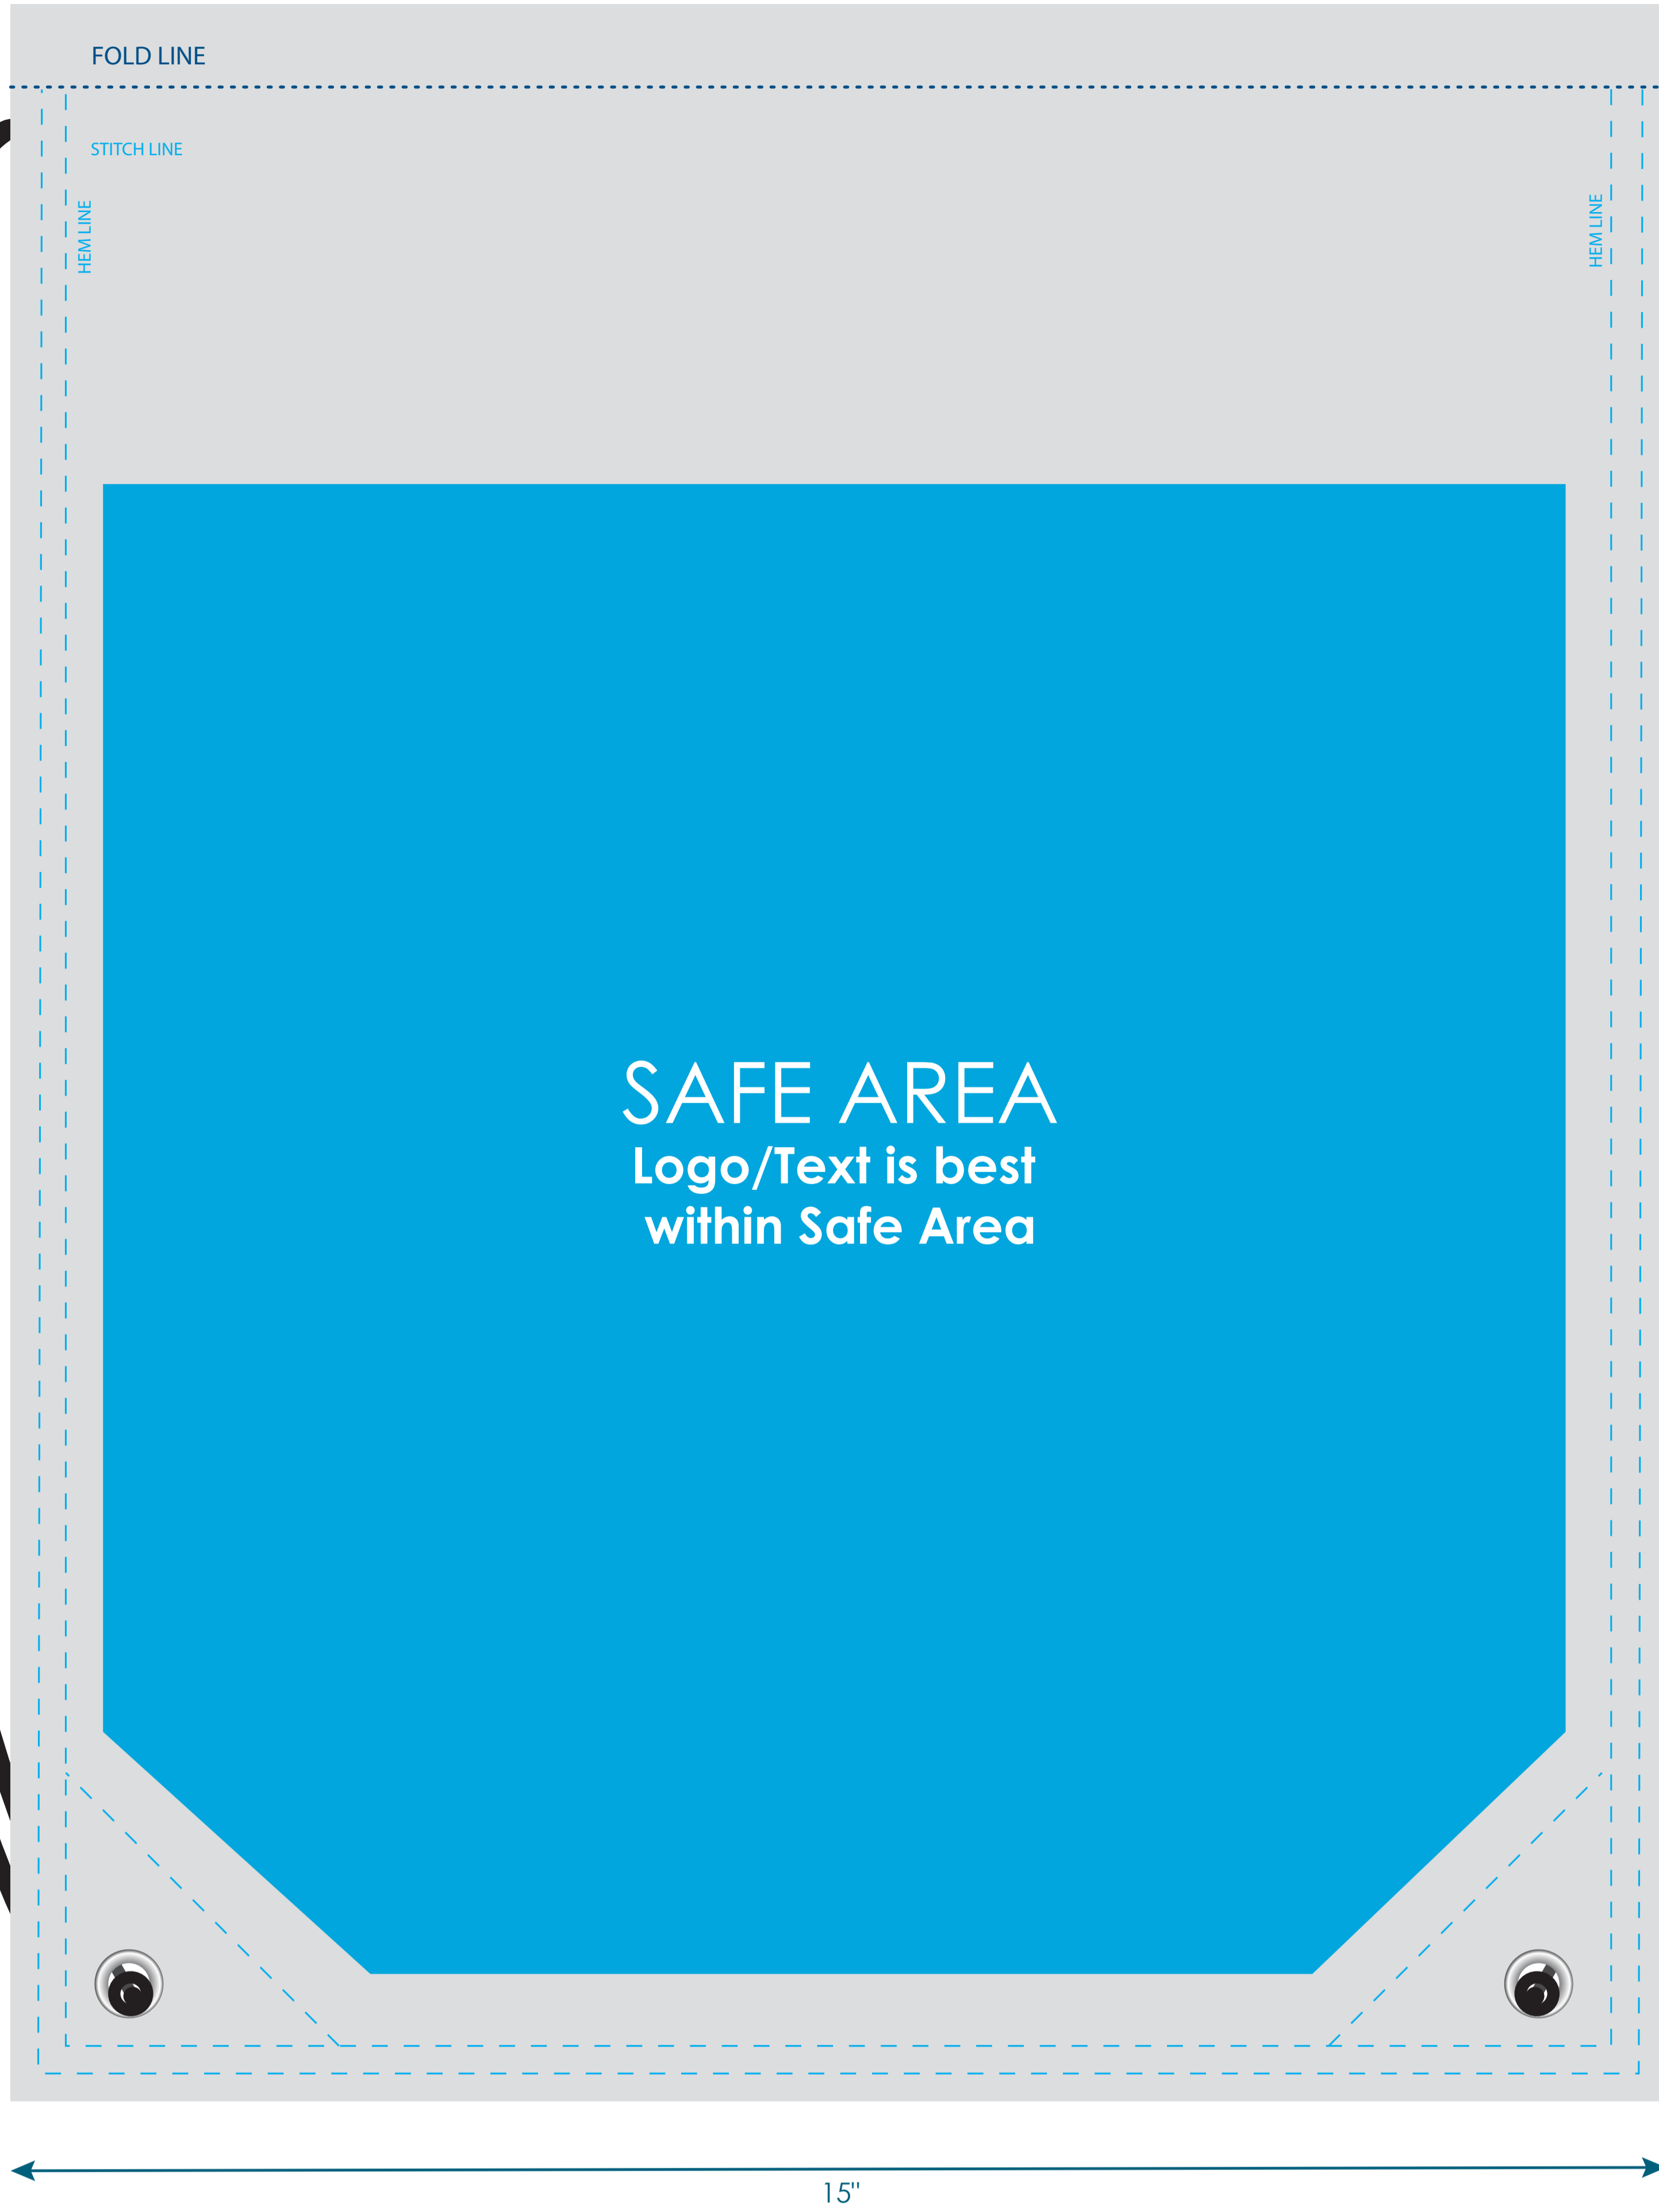 FOLD LINE
STITCH LINE
HEM LINE
HEM LINE
SAFE AREA
Logo/Text is best
within Safe Area
15"